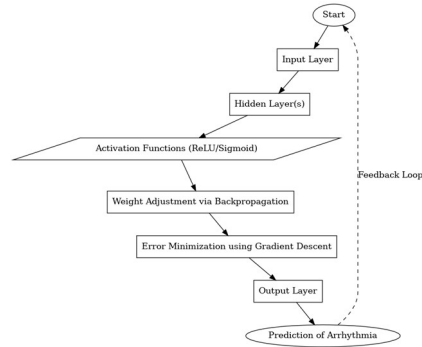 Start
Input Layer
Hidden Layer(s)
Activation Functions (ReLU/Sigmoid)
Feedback Loop
Weight Adjustment via Backpropagation
Error Minimization using Gradient Descent
Output Layer
Prediction of Arrhythmia